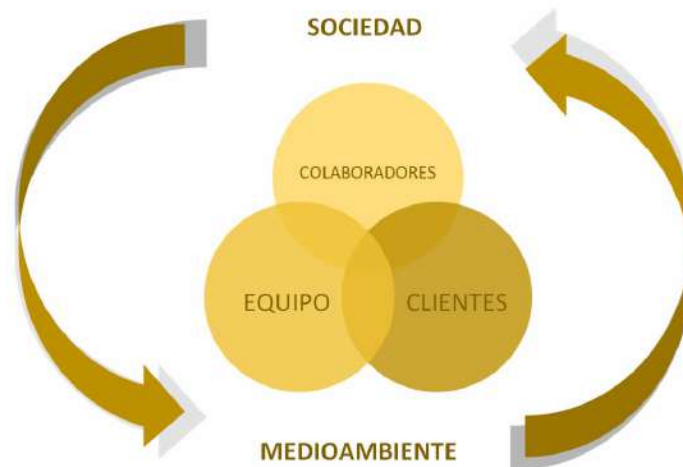 SOCIEDAD
COLABORADORES
EQUIPO
CLIENTES
MEDIOAMBIENTE